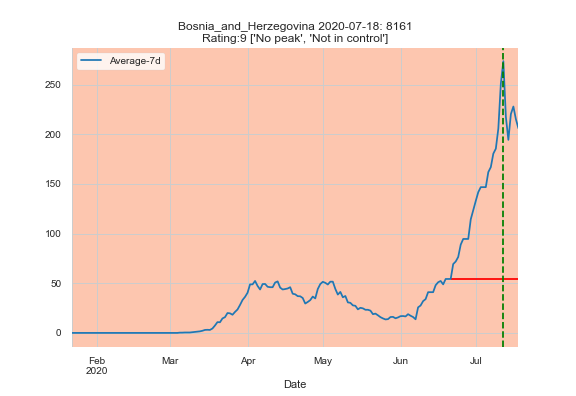 Bosnia_and_Herzegovina 2020-07-18: 8161
Rating:9 ['No peak', 'Not in control']
Average-7d
250
200
150
100
50
0
Feb Mar Apr May Jun Jul
2020
Date